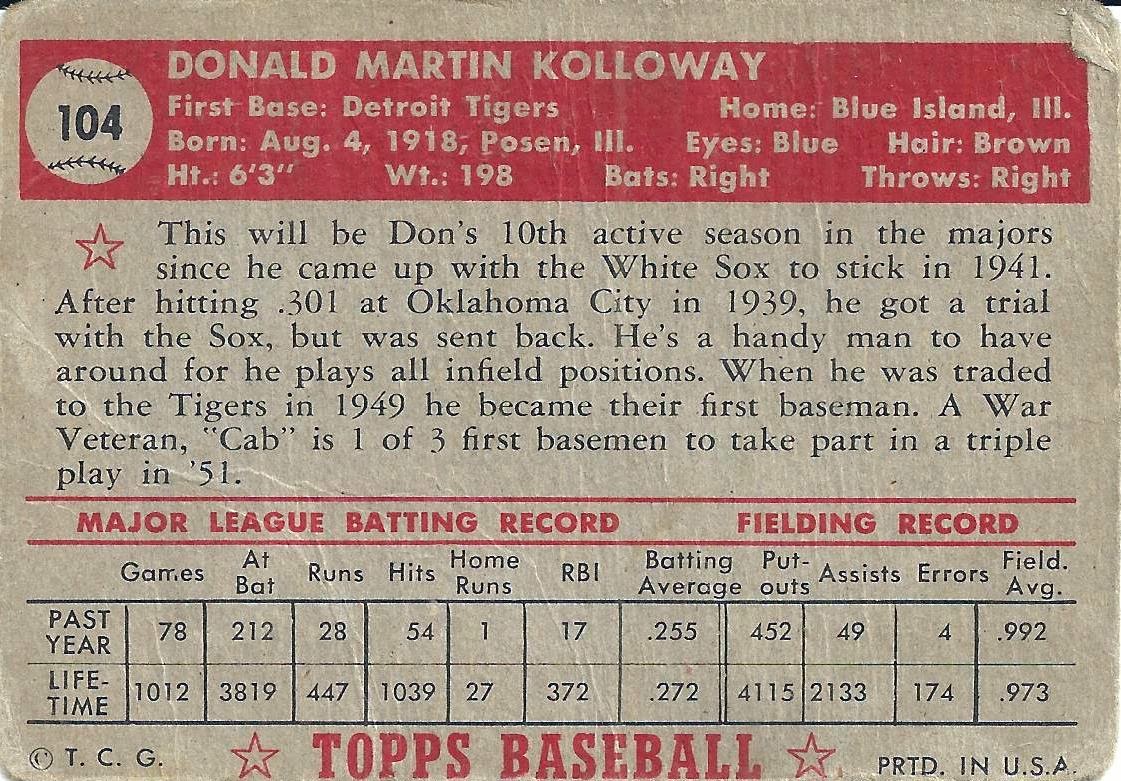 104
DONALD MARTIN KOLLOWAY
First Base: Detroit Tigers Home: Blue Island, Ill.
Born: Aug. 4, 1918, Posen, Ill. Eyes: Blue Hair: Brown
Ht.: 6'3" Wt.: 198 Bats: Right Throws: Right
This will be Don's 10th active season in the majors
since he came up with the White Sox to stick in 1941.
After hitting .301 at Oklahoma City in 1939, he got a trial
with the Sox, but was sent back. He's a handy man to have
around for he plays all infield positions. When he was traded
to the Tigers in 1949 he became their first baseman. A War
Veteran, "Cab" is 1 of 3 first basemen to take part in a triple
play in '51.
MAJOR LEAGUE BATTING RECORD FIELDING RECORD
Games At Bat Runs Hits Home Runs RBI Batting Average Put-outs Assists Errors Field. Avg.
PAST YEAR 78 212 28 54 1 17 .255 452 49 4 .992
LIFE-TIME 1012 3819 447 1039 27 372 .272 4115 2133 174 .973
© T. C. G. TOPPS BASEBALL PRTD. IN U.S.A.